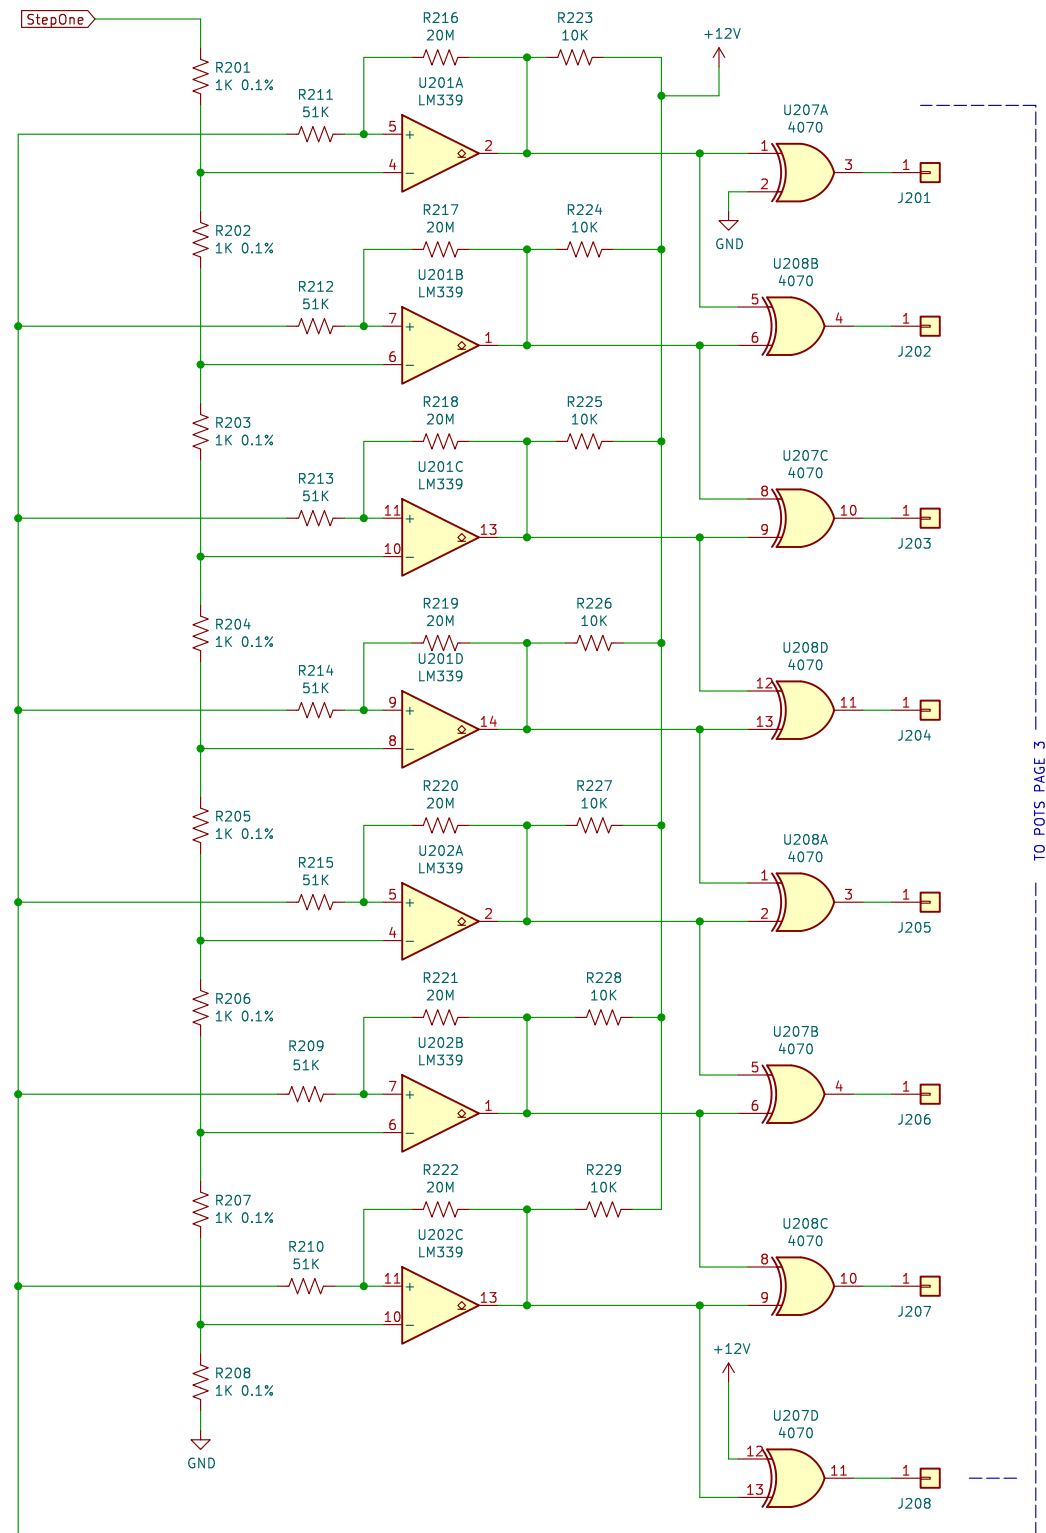 StepOne
R201
1K 0.1%
R216
20M
R223
10K
+12V
U201A
LM339
R211
51K
5
+
4
−
2
U207A
4070
1
2
3
1
J201
GND
R202
1K 0.1%
R217
20M
R224
10K
U201B
LM339
R212
51K
7
+
6
−
1
U208B
4070
5
6
4
1
J202
R203
1K 0.1%
R218
20M
R225
10K
U201C
LM339
R213
51K
11
+
10
−
13
U207C
4070
8
9
10
1
J203
R204
1K 0.1%
R219
20M
R226
10K
U201D
LM339
R214
51K
9
+
8
−
14
U208D
4070
12
13
11
1
J204
TO POTS PAGE 3
R205
1K 0.1%
R220
20M
R227
10K
U202A
LM339
R215
51K
5
+
4
−
2
U208A
4070
1
2
3
1
J205
R206
1K 0.1%
R221
20M
R228
10K
U202B
LM339
R209
51K
7
+
6
−
1
U207B
4070
5
6
4
1
J206
R207
1K 0.1%
R222
20M
R229
10K
U202C
LM339
R210
51K
11
+
10
−
13
U208C
4070
8
9
10
1
J207
R208
1K 0.1%
GND
+12V
U207D
4070
12
13
11
1
J208